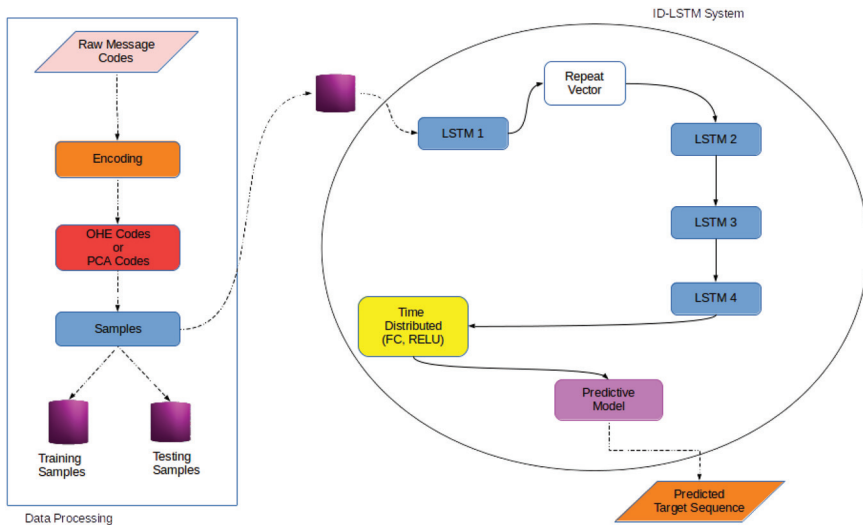 ID-LSTM System
Raw Message
Codes
Encoding
OHE Codes
or
PCA Codes
Samples
Training
Samples
Testing
Samples
Data Processing
LSTM 1
Repeat
Vector
LSTM 2
LSTM 3
LSTM 4
Time
Distributed
(FC, RELU)
Predictive
Model
Predicted
Target Sequence